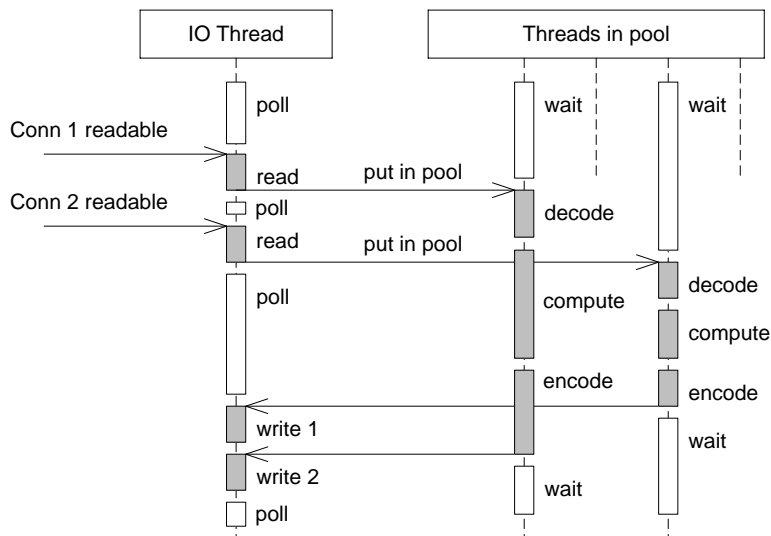 IO Thread
Threads in pool
poll
wait
wait
Conn 1 readable
read
put in pool
Conn 2 readable
poll
decode
read
put in pool
poll
decode
compute
compute
encode
encode
write 1
wait
write 2
wait
poll